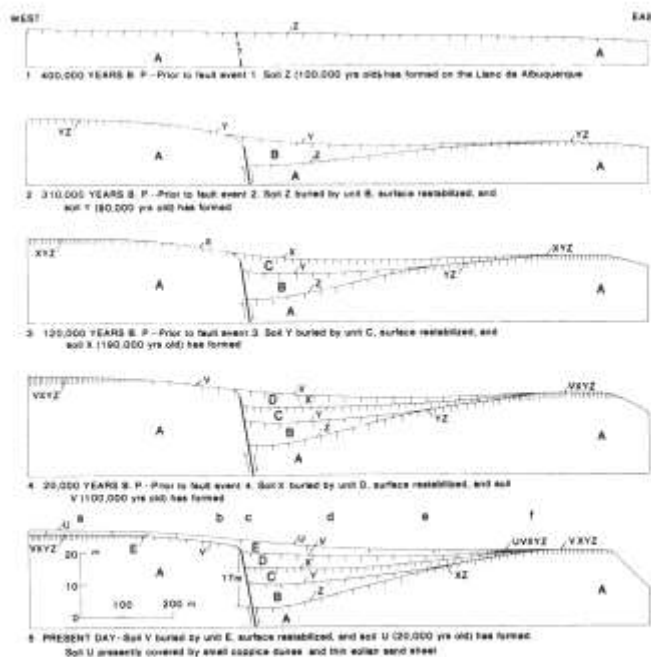 WEST
EAS
Z
A
A
1 400,000 YEARS B. P.-Prior to fault event 1. Soil Z (100,000 yrs old) has formed on the Llano de Albuquerque
YZ
Y
Y
YZ
A
B
Z
A
A
2 310,000 YEARS B. P.-Prior to fault event 2. Soil Z buried by unit B, surface restabilized, and
soil Y (90,000 yrs old) has formed
XYZ
X
X
XYZ
C
Y
YZ
A
B
Z
A
A
3 120,000 YEARS B. P.-Prior to fault event 3. Soil Y buried by unit C, surface restabilized, and
soil X (190,000 yrs old) has formed
VXYZ
V
V
VXYZ
D
X
C
Y
YZ
A
B
Z
A
A
4 20,000 YEARS B. P.-Prior to fault event 4. Soil X buried by unit D, surface restabilized, and soil
V (100,000 yrs old) has formed
a b c d e f
U
VXYZ
E
V
E
U
V
UVXYZ
VXYZ
20 m
D
X
C
Y
XZ
A
17m
B
Z
10
A
A
0
100 200 m
5 PRESENT DAY-Soil V buried by unit E, surface restabilized, and soil U (20,000 yrs old) has formed.
Soil U presently covered by small coppice dunes and thin eolian sand sheet